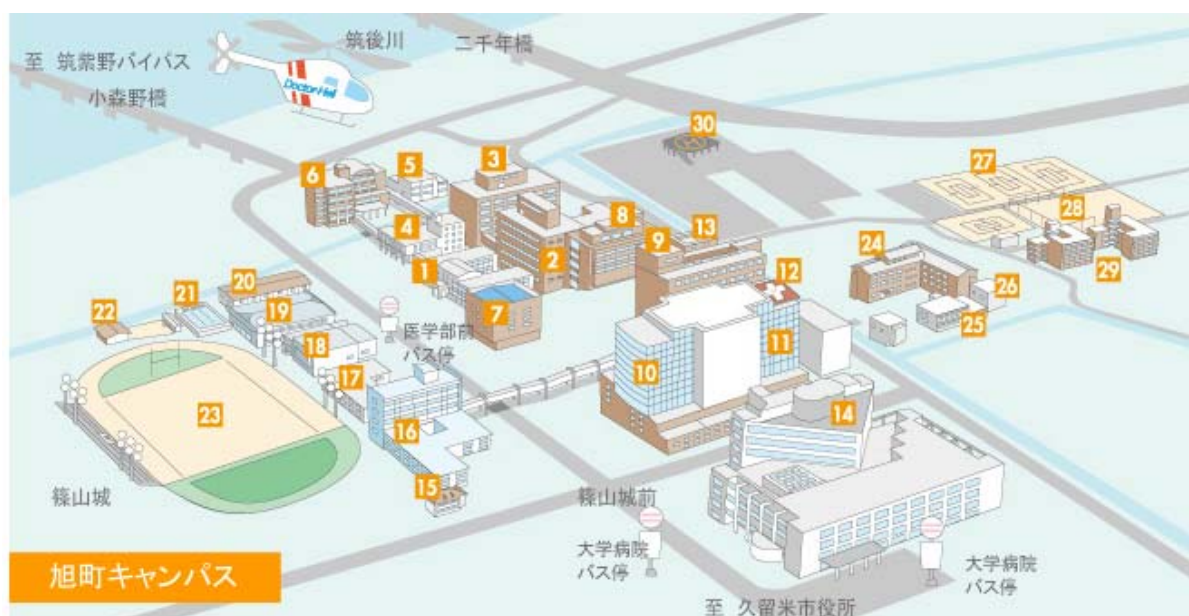 筑後川
二千年橋
至 筑紫野バイパス
小森野橋
Doctor Heli
30
3
27
5
6
28
8
4
13
9
24
29
2
1
12
26
20
21
7
11
25
19
22
医学部前
バス停
18
10
17
14
23
16
15
篠山城
篠山城前
大学病院
バス停
大学病院
バス停
旭町キャンパス
至 久留米市役所